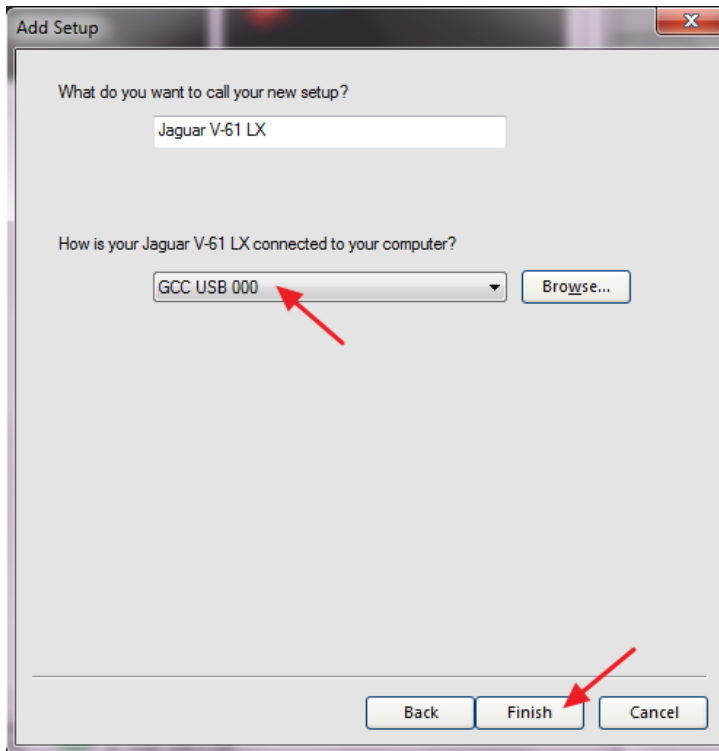 Add Setup
What do you want to call your new setup?
Jaguar V-61 LX
How is your Jaguar V-61 LX connected to your computer?
GCC USB 000
Browse...
Back
Finish
Cancel